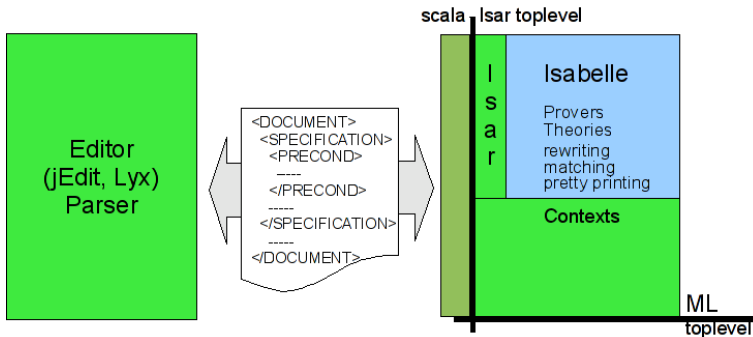 scala - Isar toplevel
Editor
(jEdit, Lyx)
Parser
<DOCUMENT>
<SPECIFICATION>
<PRECOND>
-----
</PRECOND>
-----
</SPECIFICATION>
-----
</DOCUMENT>
I
s
a
r
Isabelle
Provers
Theories
rewriting
matching
pretty printing
Contexts
ML
toplevel